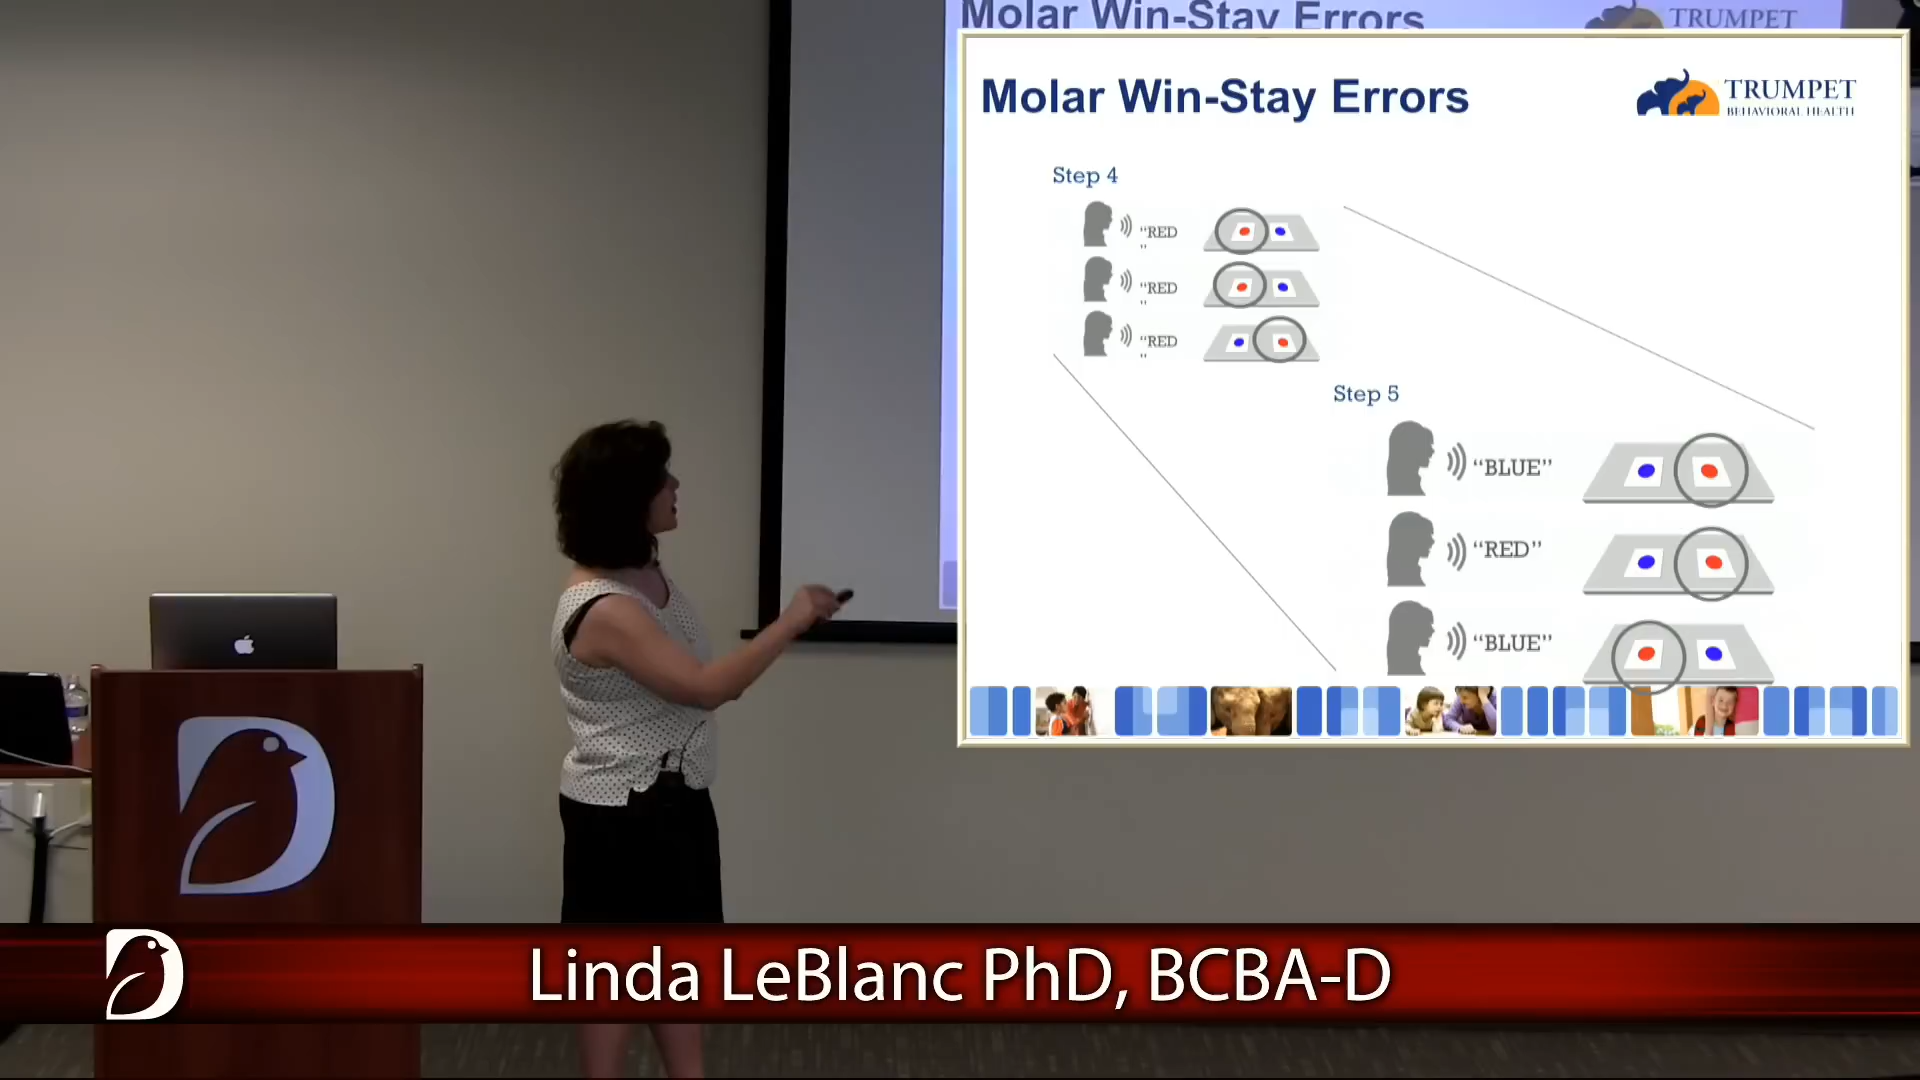 Molar Win-Stay Errors
TRUMPET
Molar Win-Stay Errors
TRUMPET
BEHAVIORAL HEALTH
Step 4
"RED
"
"RED
"
"RED
"
Step 5
"BLUE"
"RED"
"BLUE"
Linda LeBlanc PhD, BCBA-D